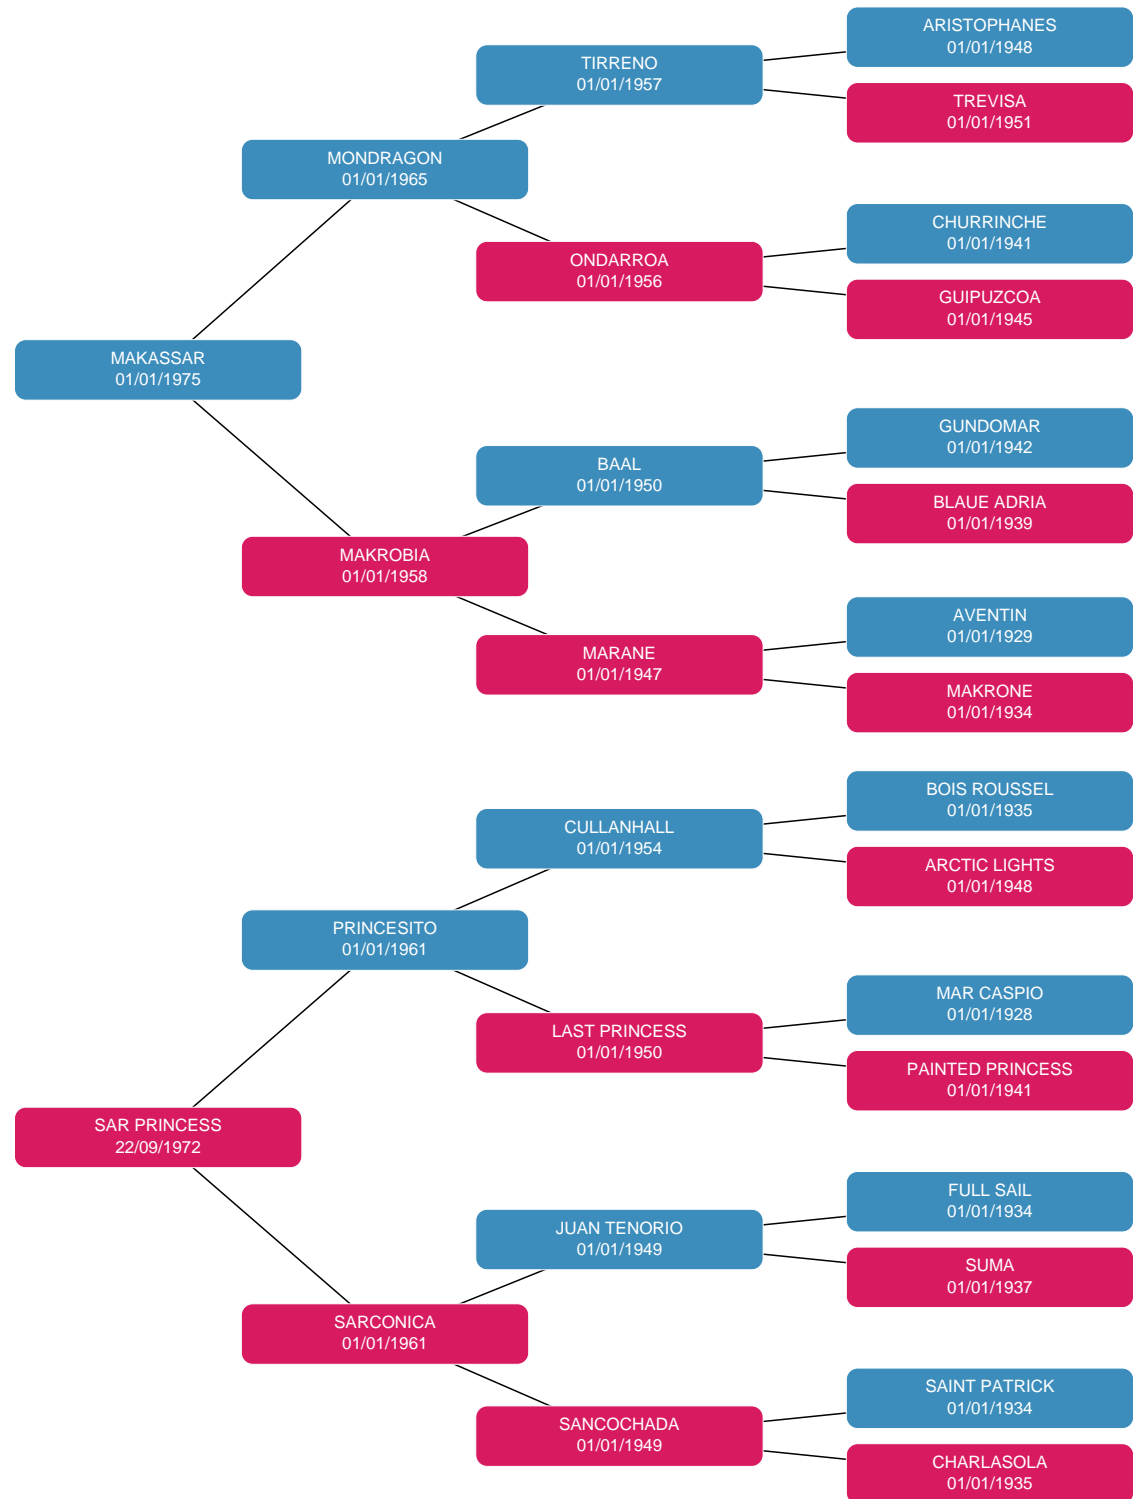 ARISTOPHANES
01/01/1948
TIRRENO
01/01/1957
TREVISA
01/01/1951
MONDRAGON
01/01/1965
CHURRINCHE
01/01/1941
ONDARROA
01/01/1956
GUIPUZCOA
01/01/1945
MAKASSAR
01/01/1975
GUNDOMAR
01/01/1942
BAAL
01/01/1950
BLAUE ADRIA
01/01/1939
MAKROBIA
01/01/1958
AVENTIN
01/01/1929
MARANE
01/01/1947
MAKRONE
01/01/1934
BOIS ROUSSEL
01/01/1935
CULLANHALL
01/01/1954
ARCTIC LIGHTS
01/01/1948
PRINCESITO
01/01/1961
MAR CASPIO
01/01/1928
LAST PRINCESS
01/01/1950
PAINTED PRINCESS
01/01/1941
SAR PRINCESS
22/09/1972
FULL SAIL
01/01/1934
JUAN TENORIO
01/01/1949
SUMA
01/01/1937
SARCONICA
01/01/1961
SAINT PATRICK
01/01/1934
SANCOCHADA
01/01/1949
CHARLASOLA
01/01/1935